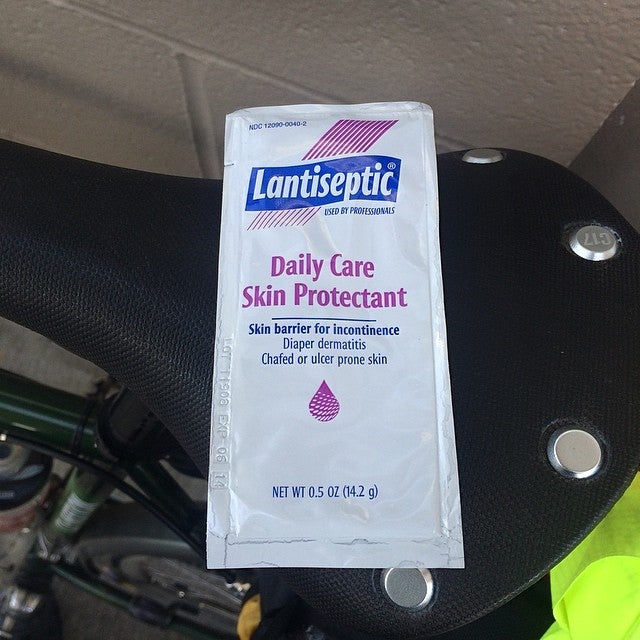 NDC 12090-0040-2
Lantiseptic®
USED BY PROFESSIONALS
Daily Care
Skin Protectant
Skin barrier for incontinence
Diaper dermatitis
Chafed or ulcer prone skin
NET WT 0.5 OZ (14.2 g)
C17